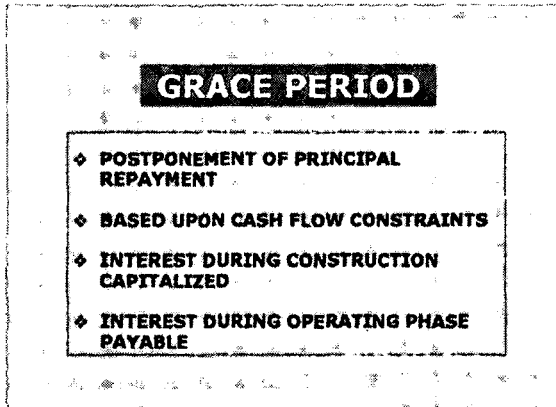 GRACE PERIOD
❖ POSTPONEMENT OF PRINCIPAL
REPAYMENT
❖ BASED UPON CASH FLOW CONSTRAINTS
❖ INTEREST DURING CONSTRUCTION
CAPITALIZED
❖ INTEREST DURING OPERATING PHASE
PAYABLE